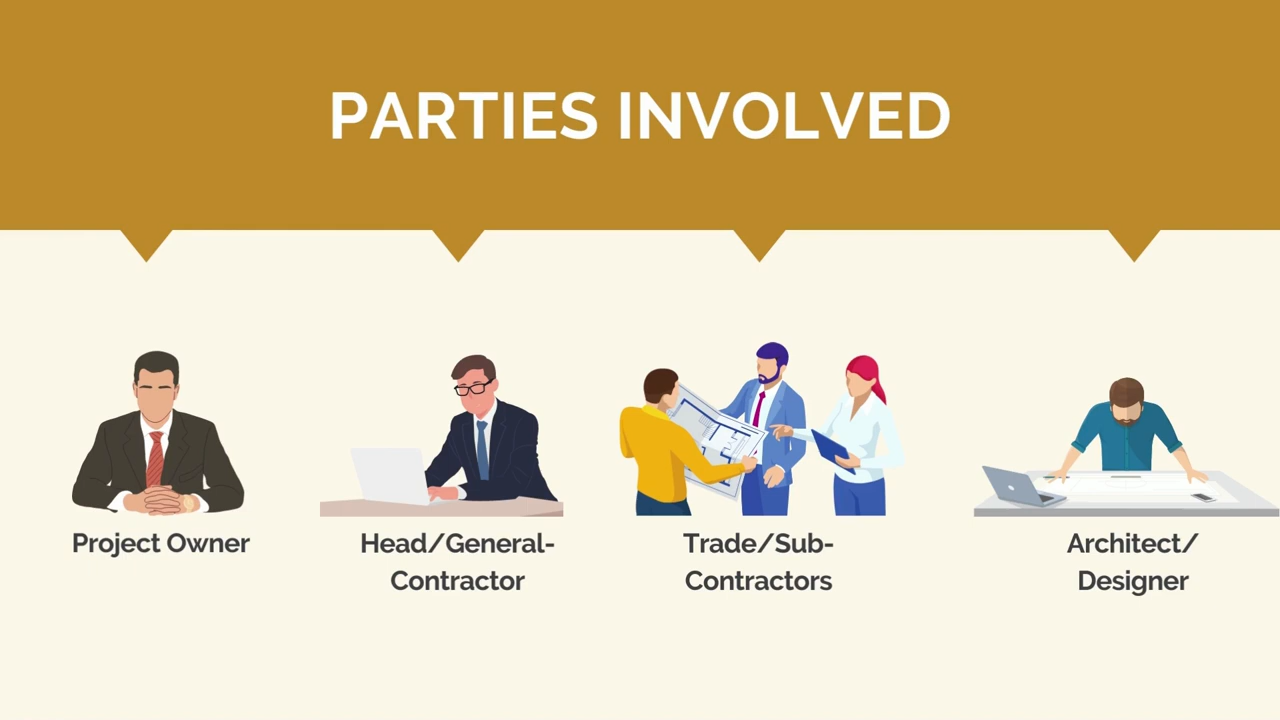 PARTIES INVOLVED
Project Owner
Head/General-
Contractor
Trade/Sub-
Contractors
Architect/
Designer